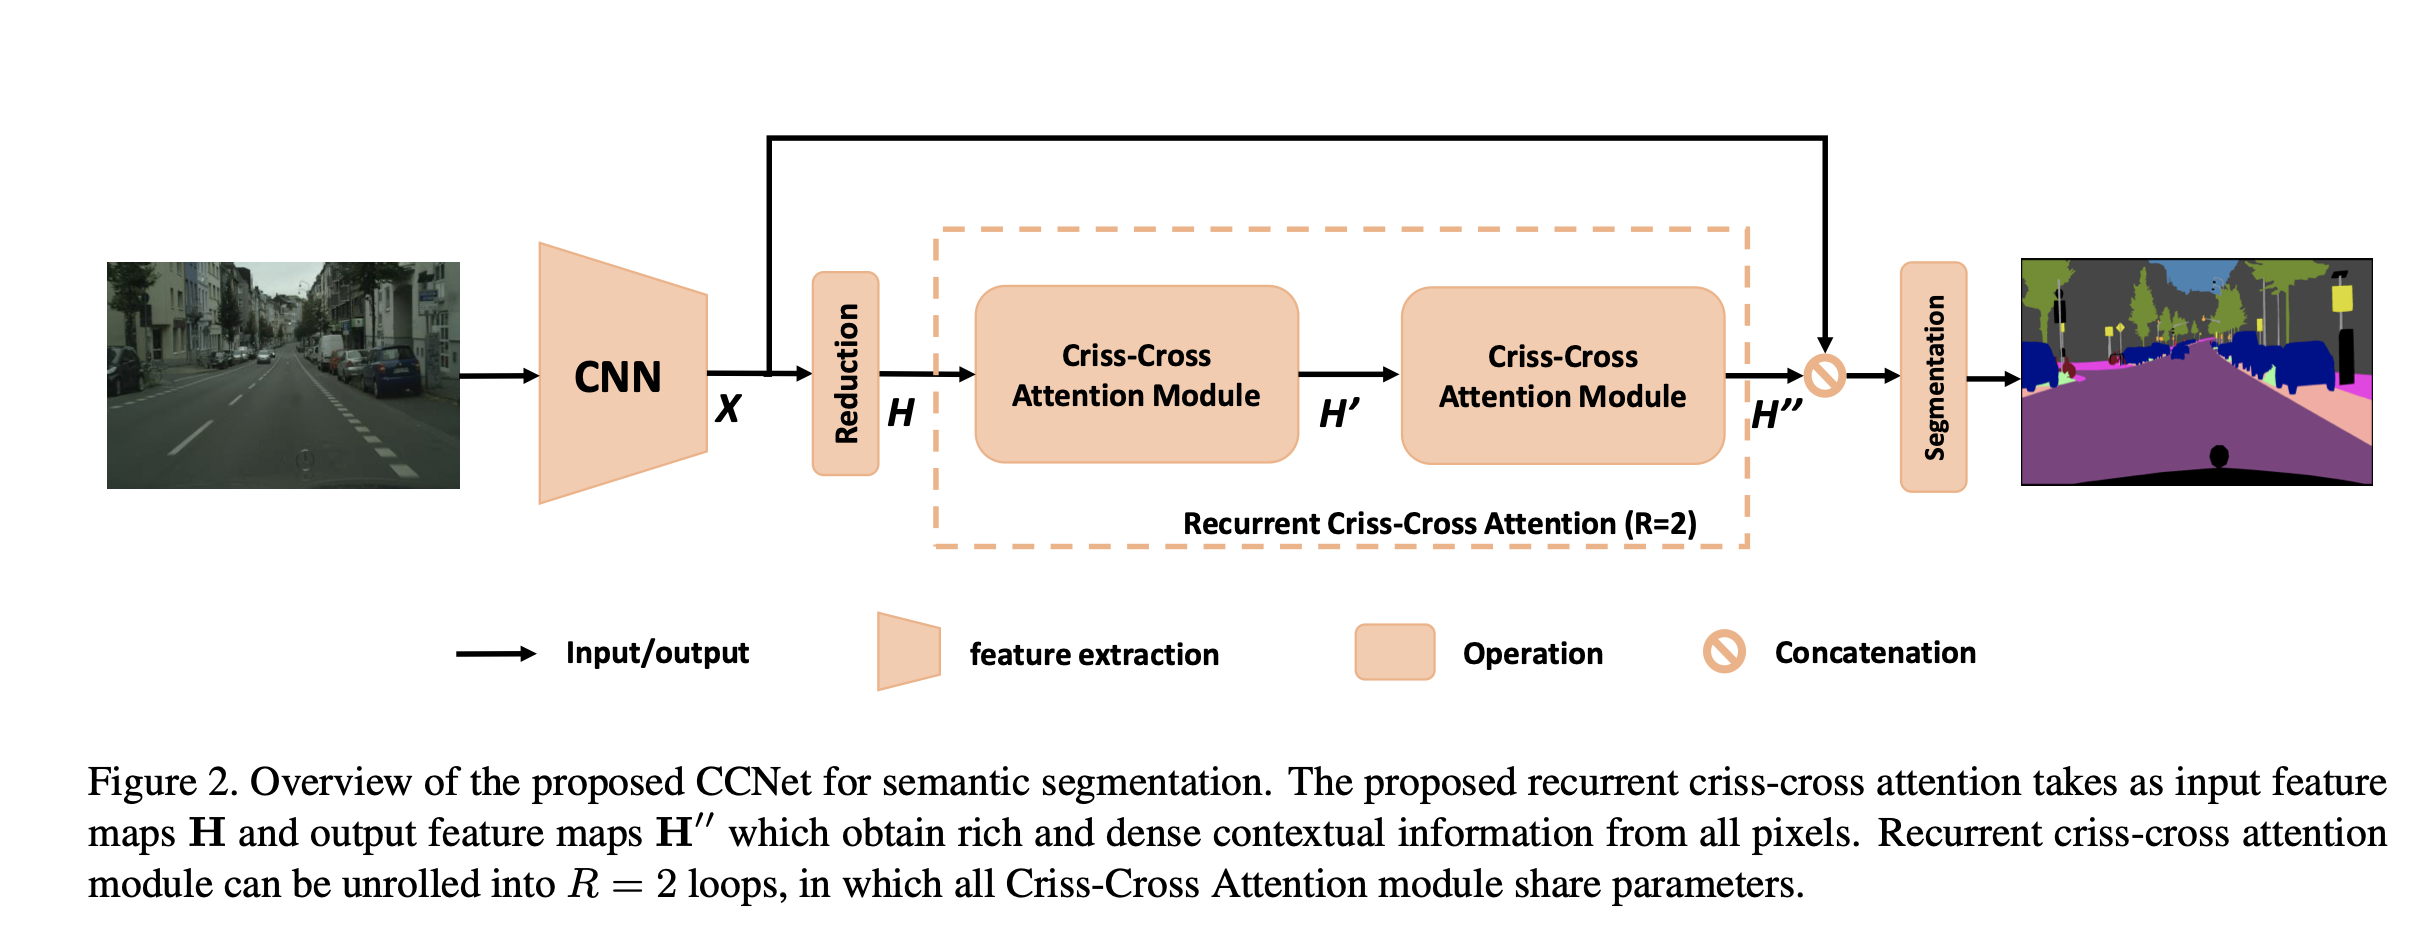 CNN
X
Reduction
H
Criss-Cross
Attention Module
H'
Criss-Cross
Attention Module
H''
Segmentation
Recurrent Criss-Cross Attention (R=2)
Input/output
feature extraction
Operation
Concatenation
Figure 2. Overview of the proposed CCNet for semantic segmentation. The proposed recurrent criss-cross attention takes as input feature
maps H and output feature maps H′′ which obtain rich and dense contextual information from all pixels. Recurrent criss-cross attention
module can be unrolled into R = 2 loops, in which all Criss-Cross Attention module share parameters.